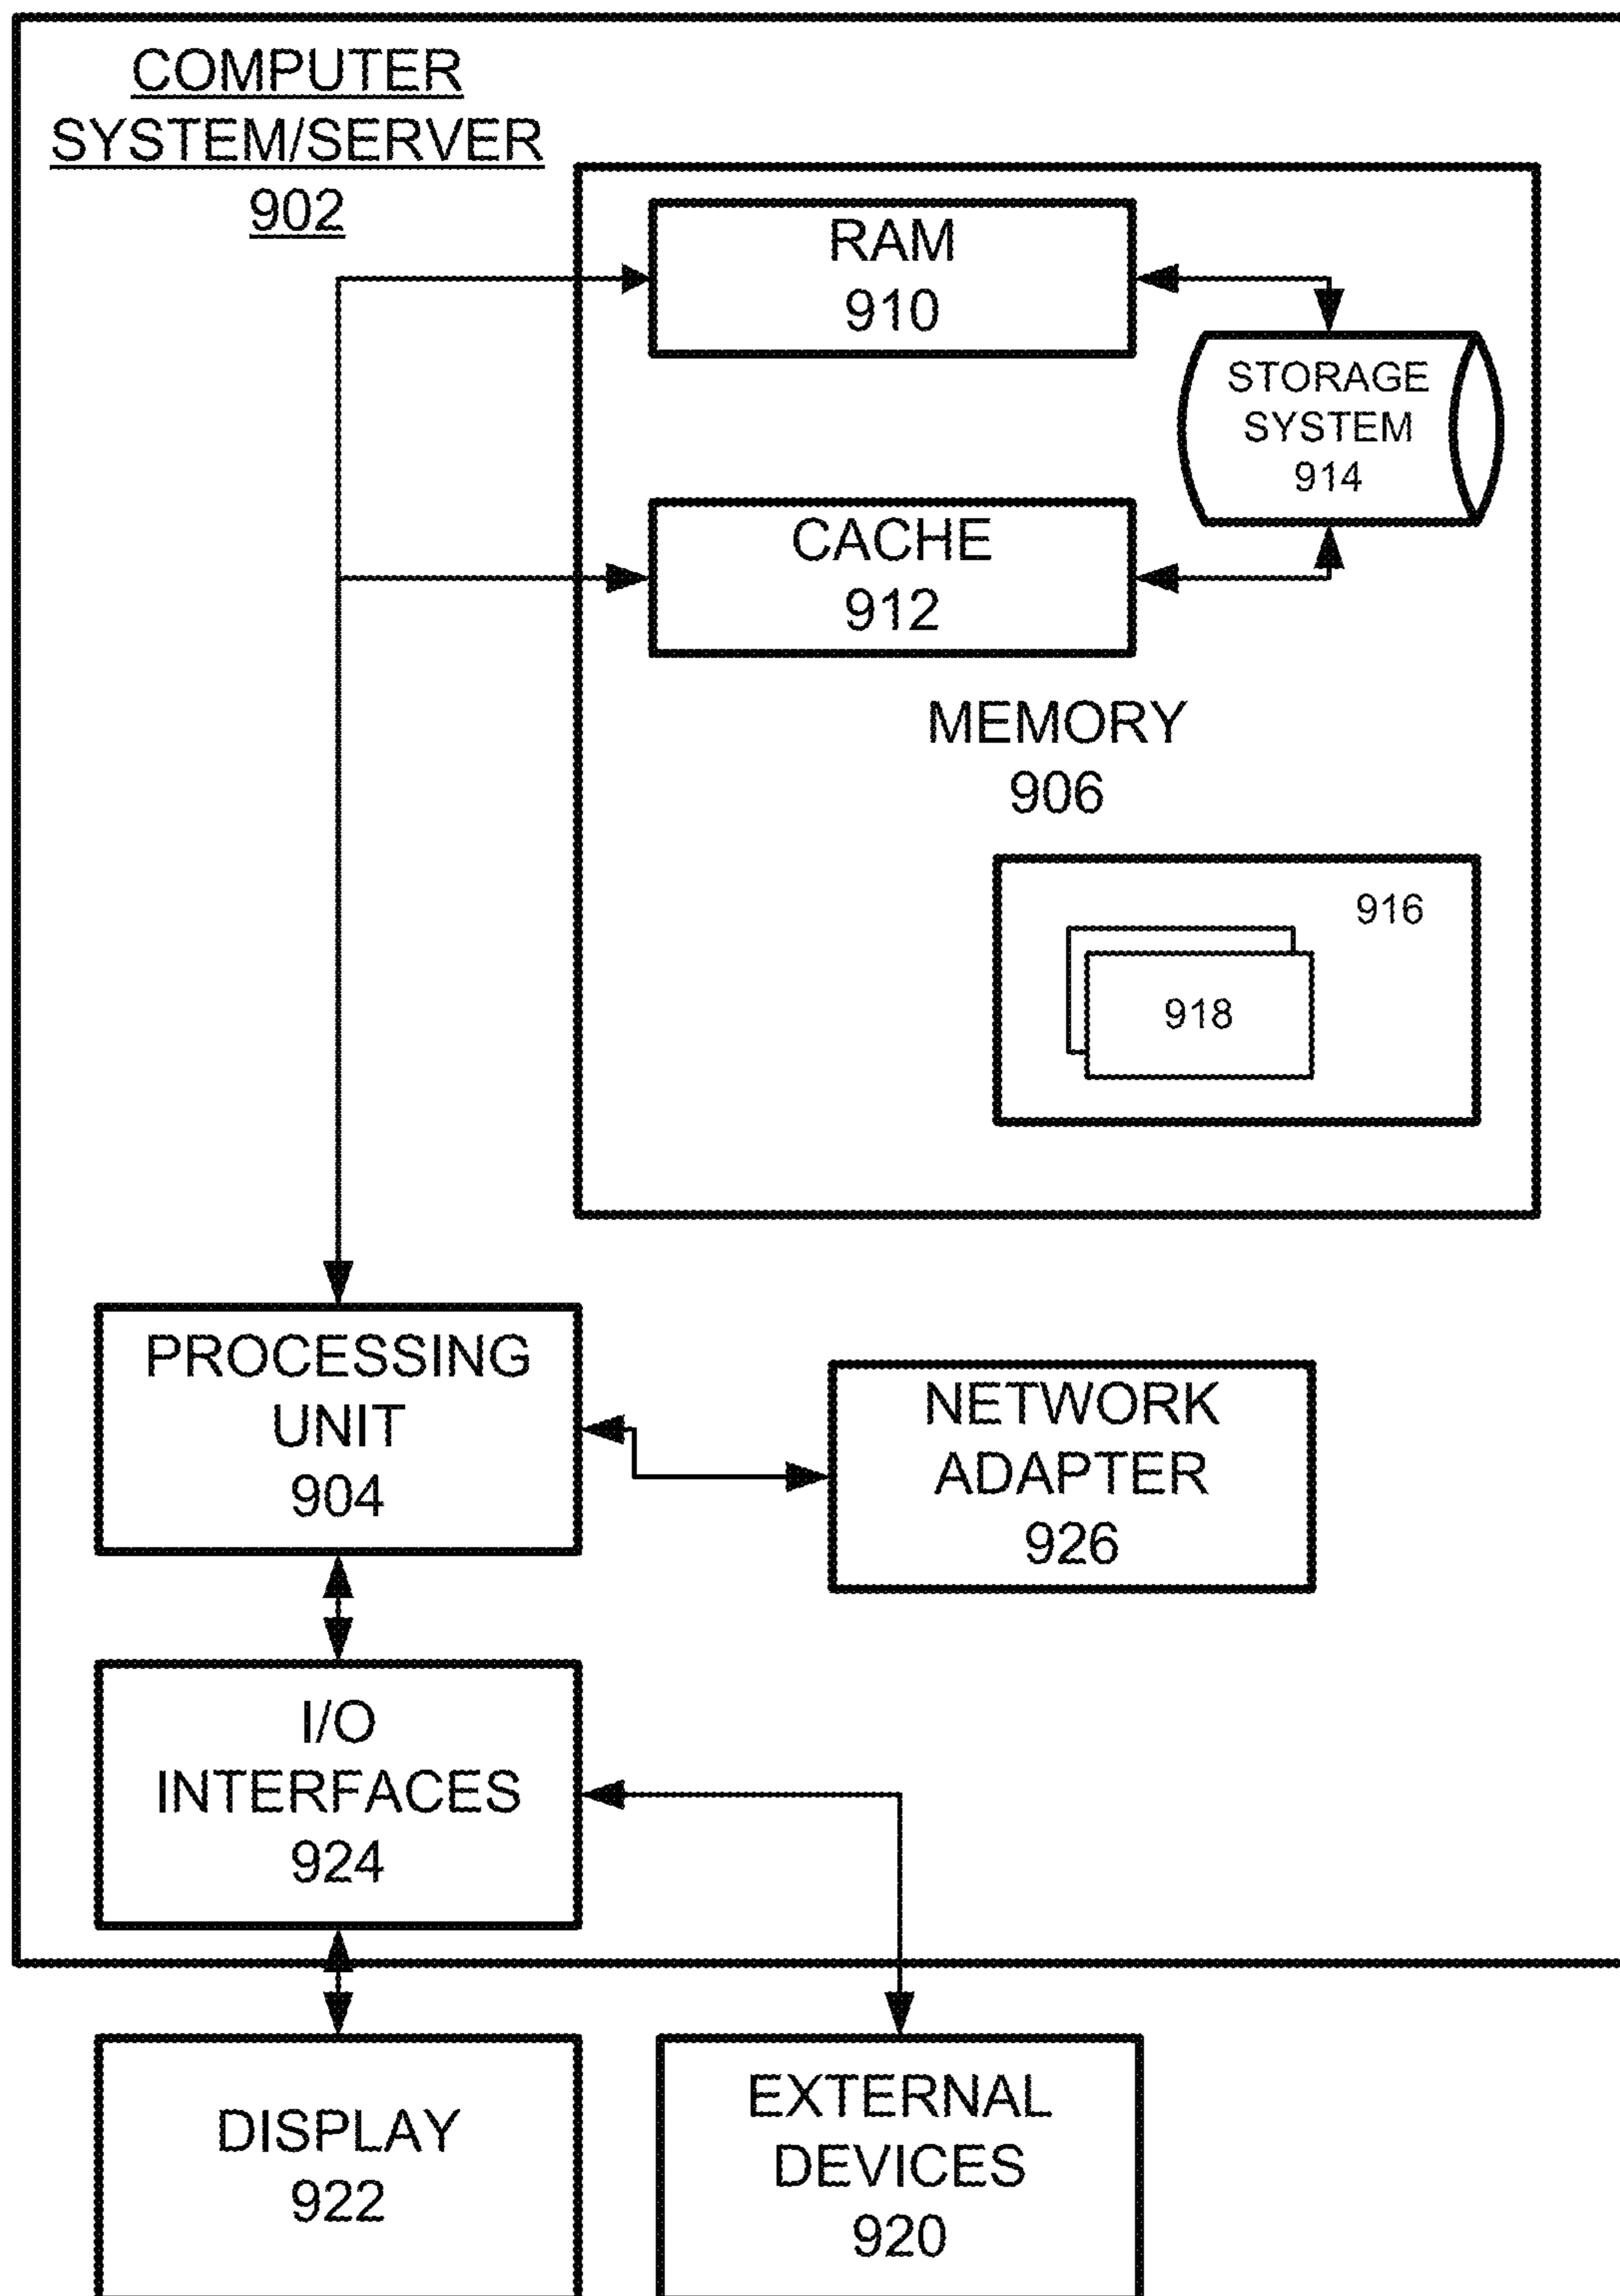 COMPUTER
SYSTEM/SERVER
902
RAM
910
STORAGE
SYSTEM
914
CACHE
912
MEMORY
906
916
918
PROCESSING
UNIT
904
NETWORK
ADAPTER
926
I/O
INTERFACES
924
DISPLAY
922
EXTERNAL
DEVICES
920